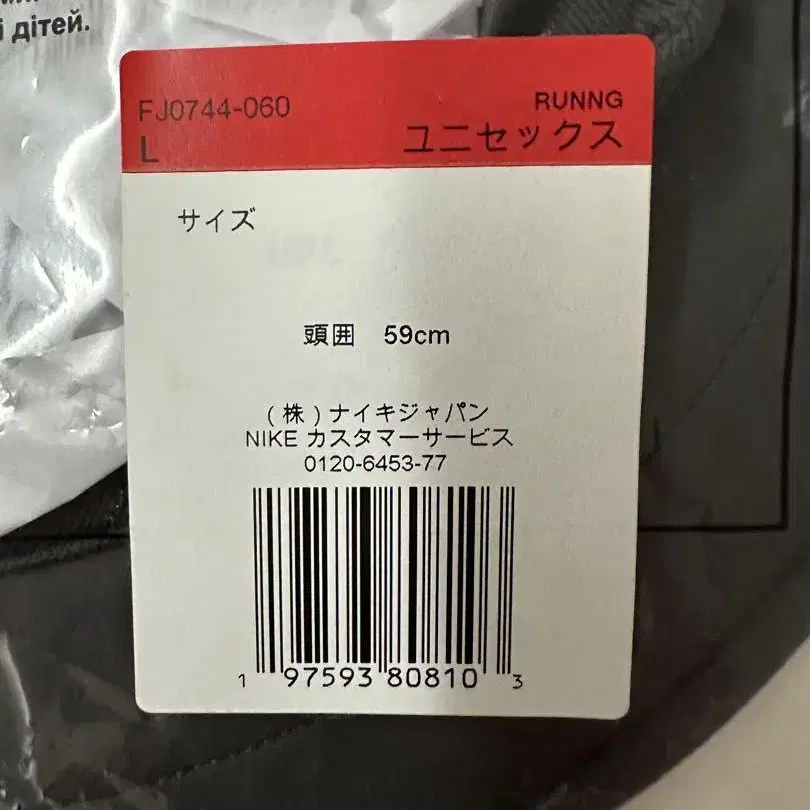 і дітей.
FJ0744-060
RUNNG
L
ユニセックス
サイズ
頭囲 59cm
(株)ナイキジャパン
NIKE カスタマーサービス
0120-6453-77
1 97593 80810 3